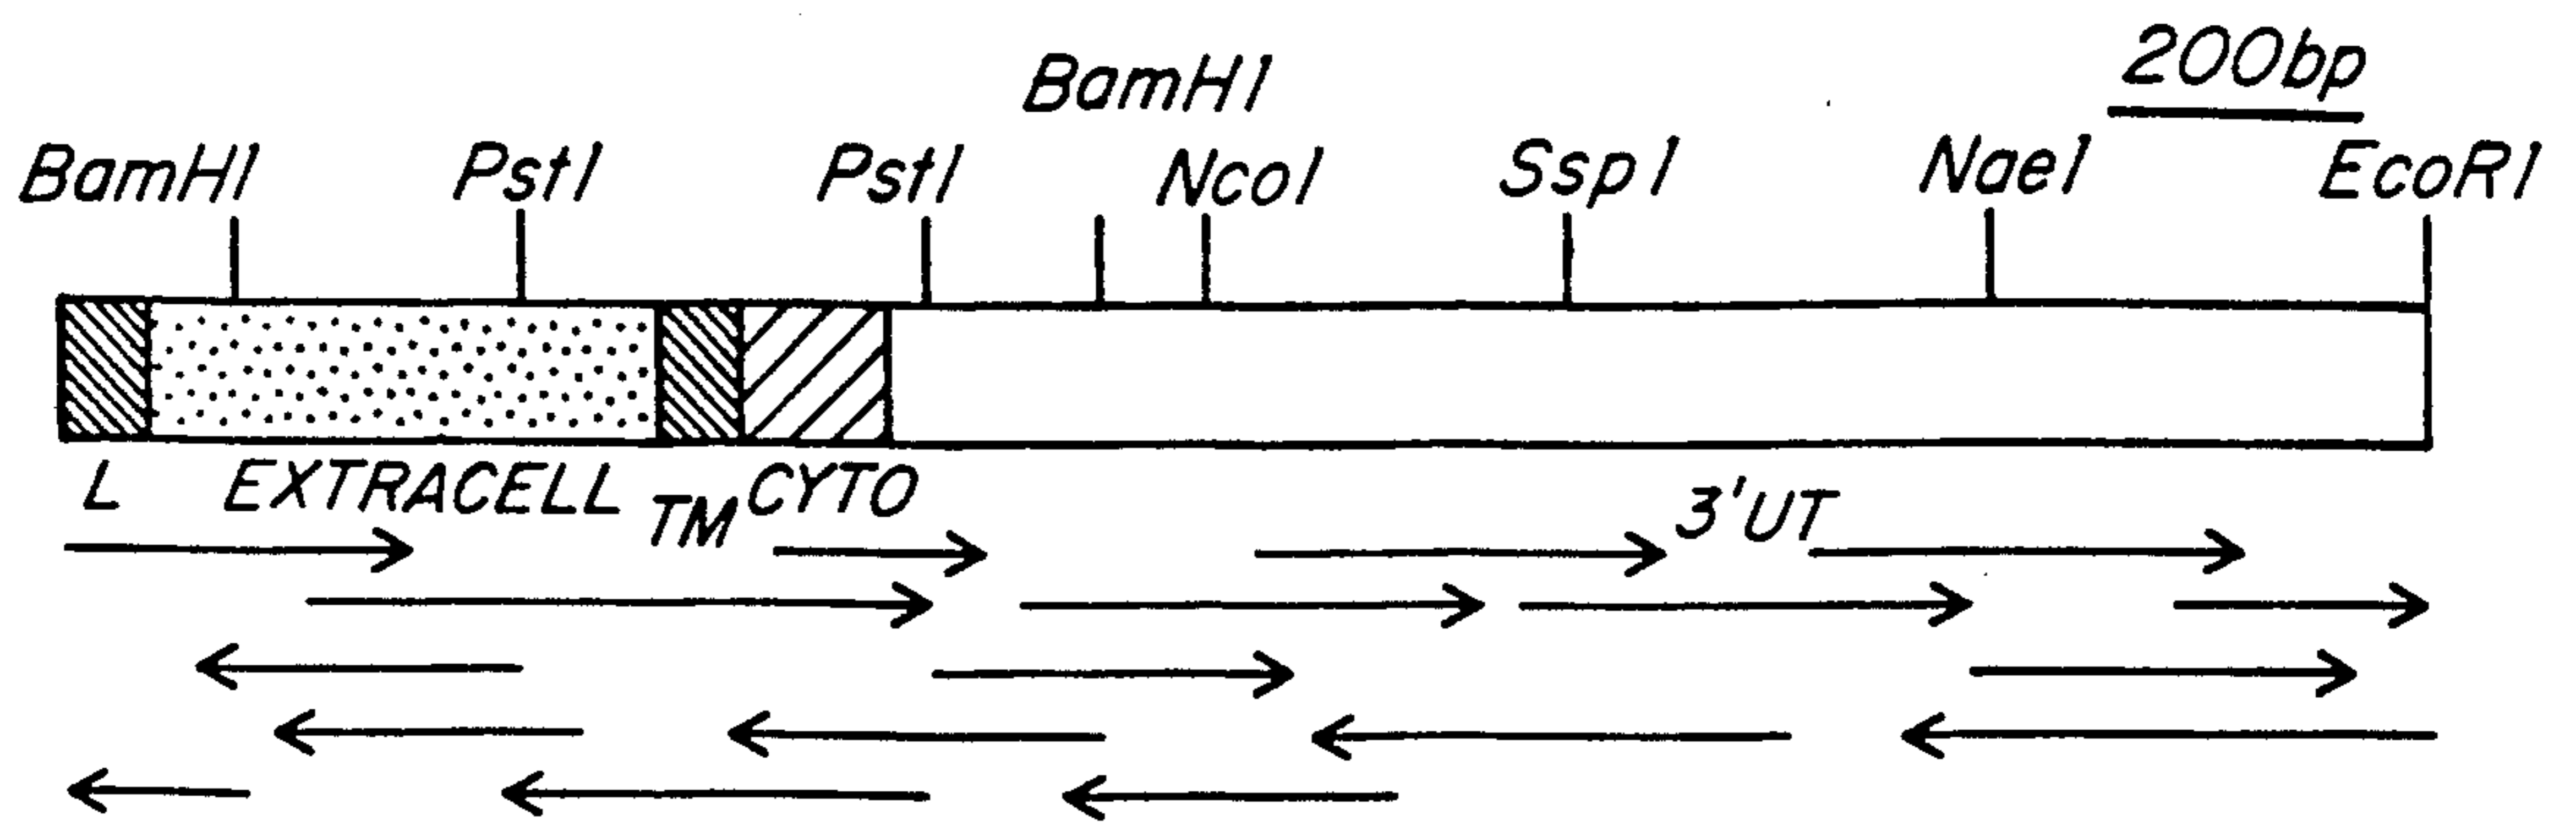 200bp
BamHI
BamHI PstI PstI NcoI SspI NaeI EcoRI
L EXTRACELL TM CYTO 3'UT